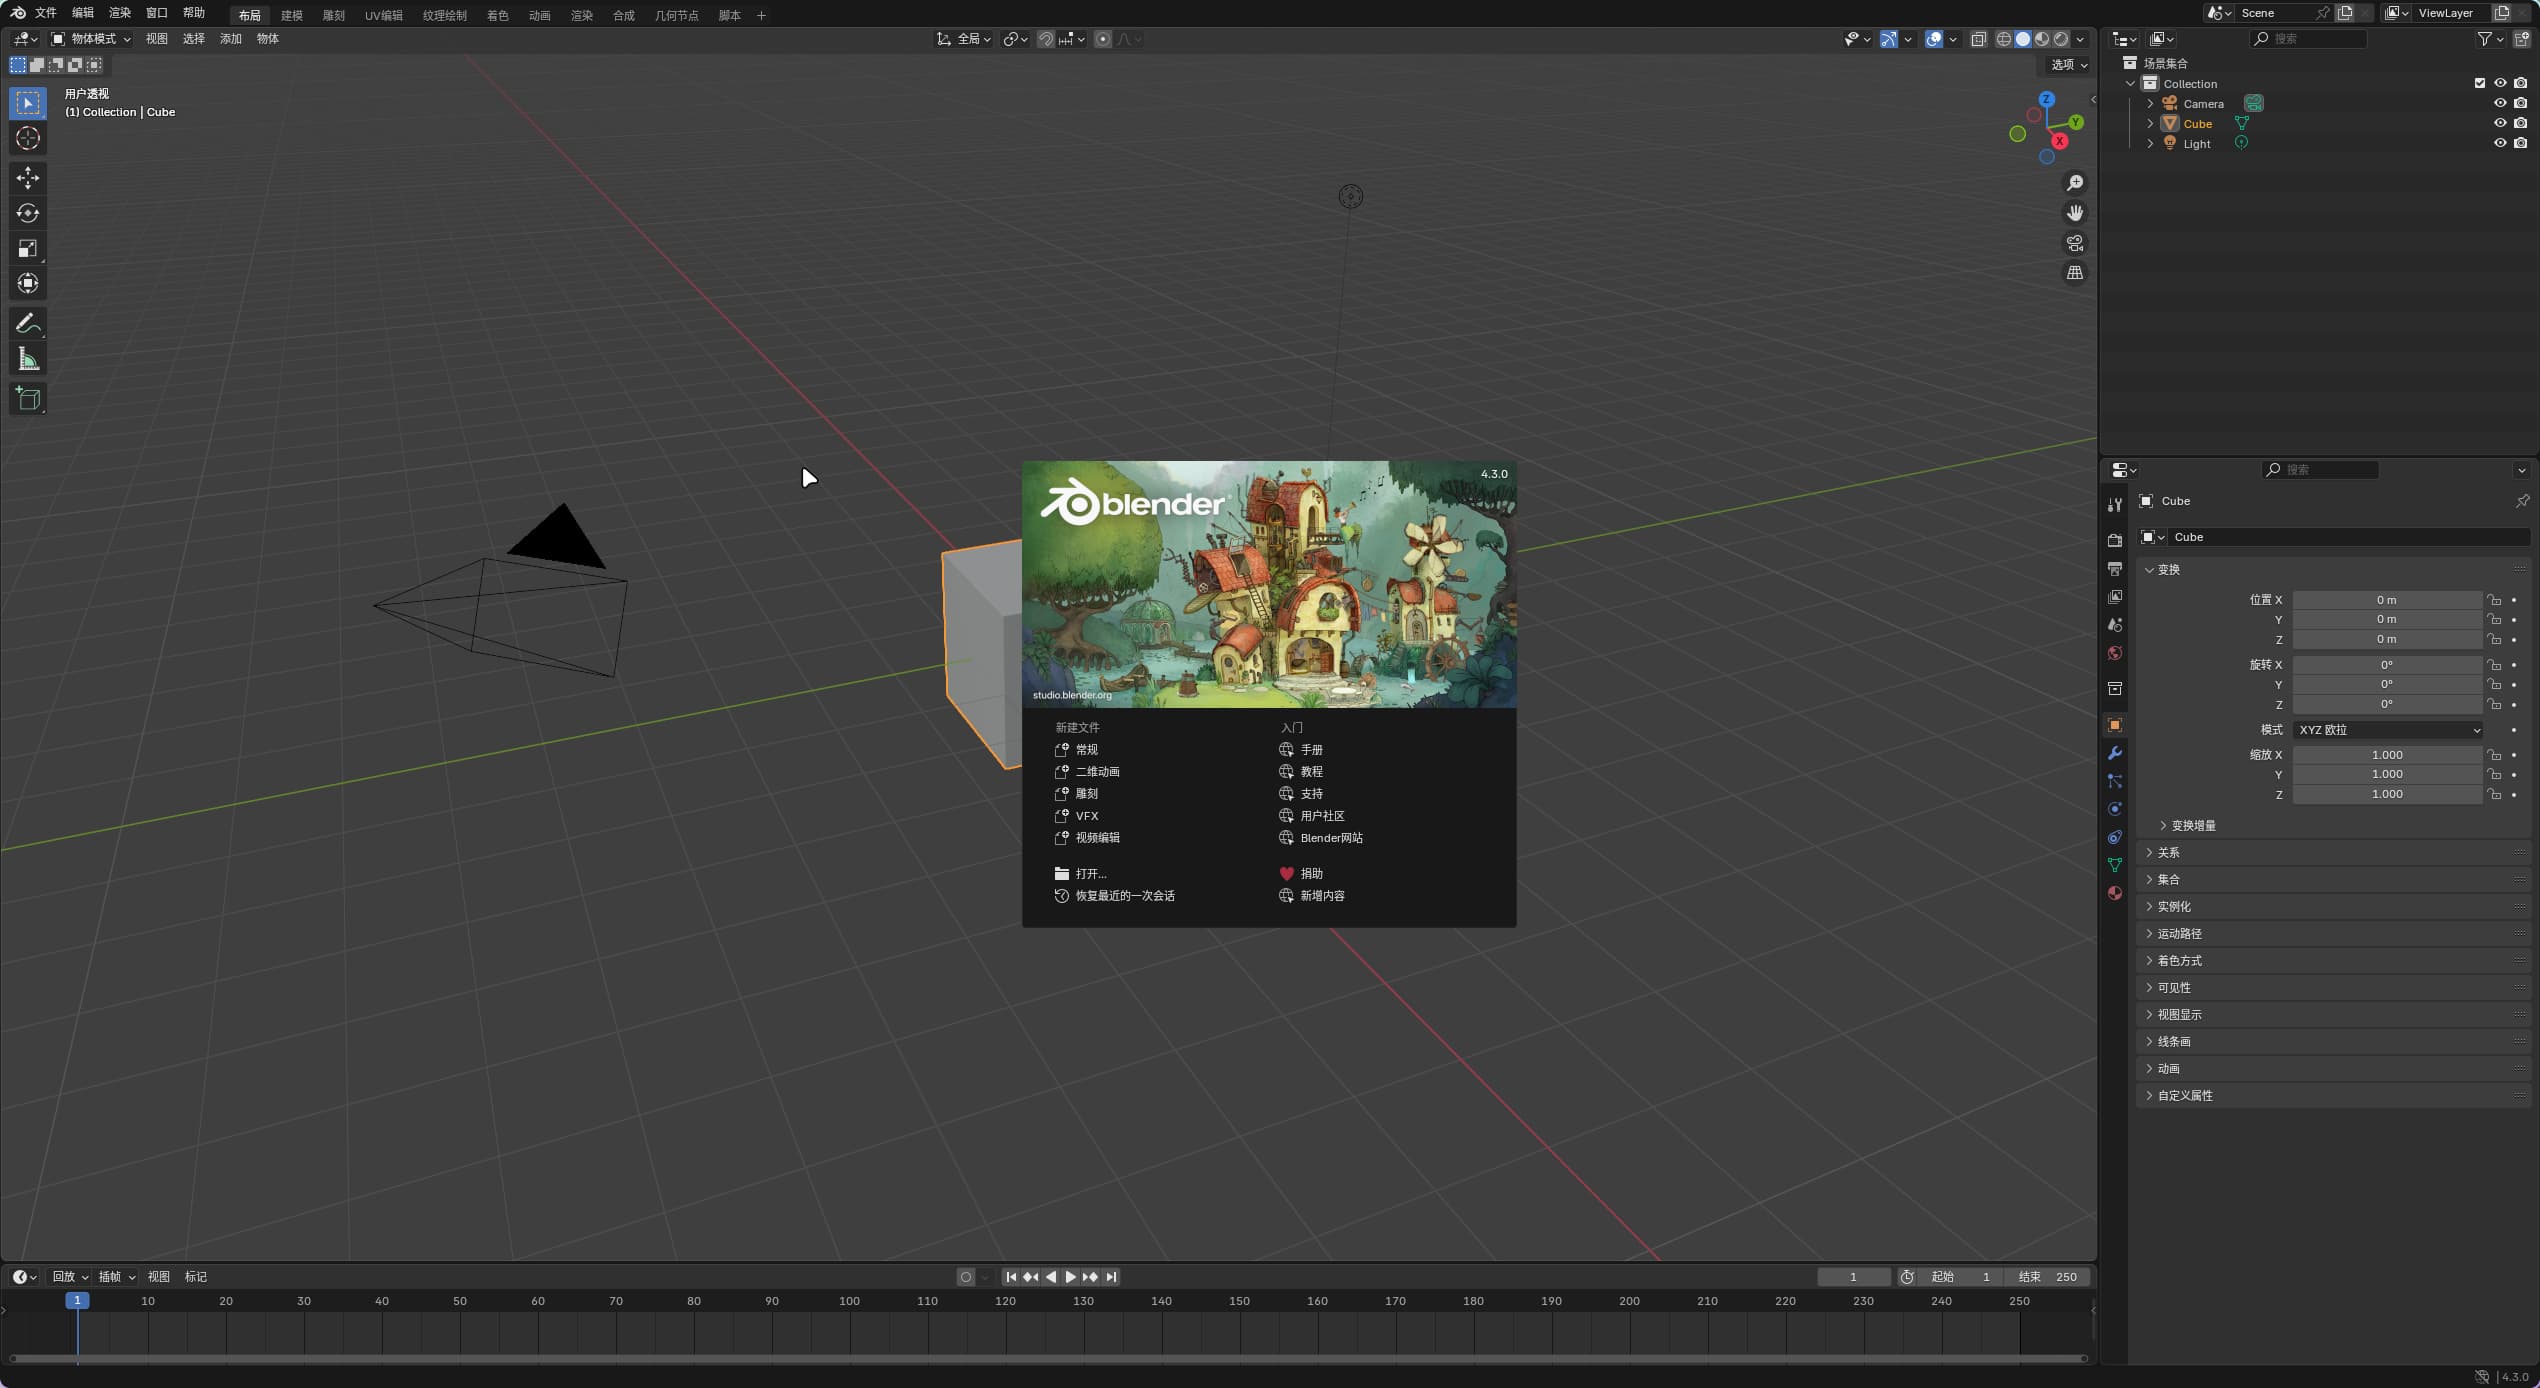 文件 编辑 渲染 窗口 帮助 布局 建模 雕刻 UV编辑 纹理绘制 着色 动画 渲染 合成 几何节点 脚本 + Scene ViewLayer
物体模式 视图 选择 添加 物体 全局 搜索
选项
用户透视
(1) Collection | Cube
场景集合
Collection
Camera
Cube
Light
Z
Y
X
4.3.0
blender
studio.blender.org
新建文件 入门
常规 手册
二维动画 教程
雕刻 支持
VFX 用户社区
视频编辑 Blender网站
打开... 捐助
恢复最近的一次会话 新增内容
搜索
Cube
Cube
变换
位置 X 0 m
Y 0 m
Z 0 m
旋转 X 0°
Y 0°
Z 0°
模式 XYZ 欧拉
缩放 X 1.000
Y 1.000
Z 1.000
变换增量
关系
集合
实例化
运动路径
着色方式
可见性
视图显示
线条画
动画
自定义属性
回放 插帧 视图 标记 1 起始 1 结束 250
1 10 20 30 40 50 60 70 80 90 100 110 120 130 140 150 160 170 180 190 200 210 220 230 240 250
4.3.0